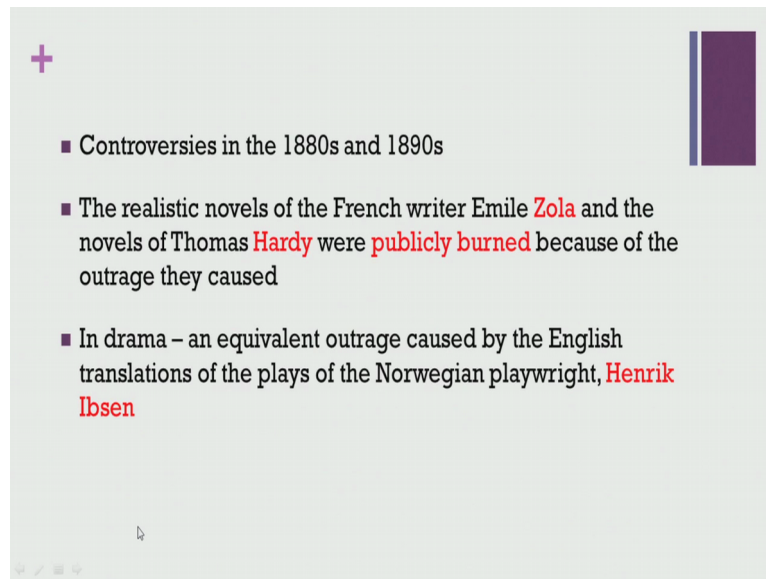 Controversies in the 1880s and 1890s
The realistic novels of the French writer Emile Zola and the
novels of Thomas Hardy were publicly burned because of the
outrage they caused
In drama – an equivalent outrage caused by the English
translations of the plays of the Norwegian playwright, Henrik
Ibsen